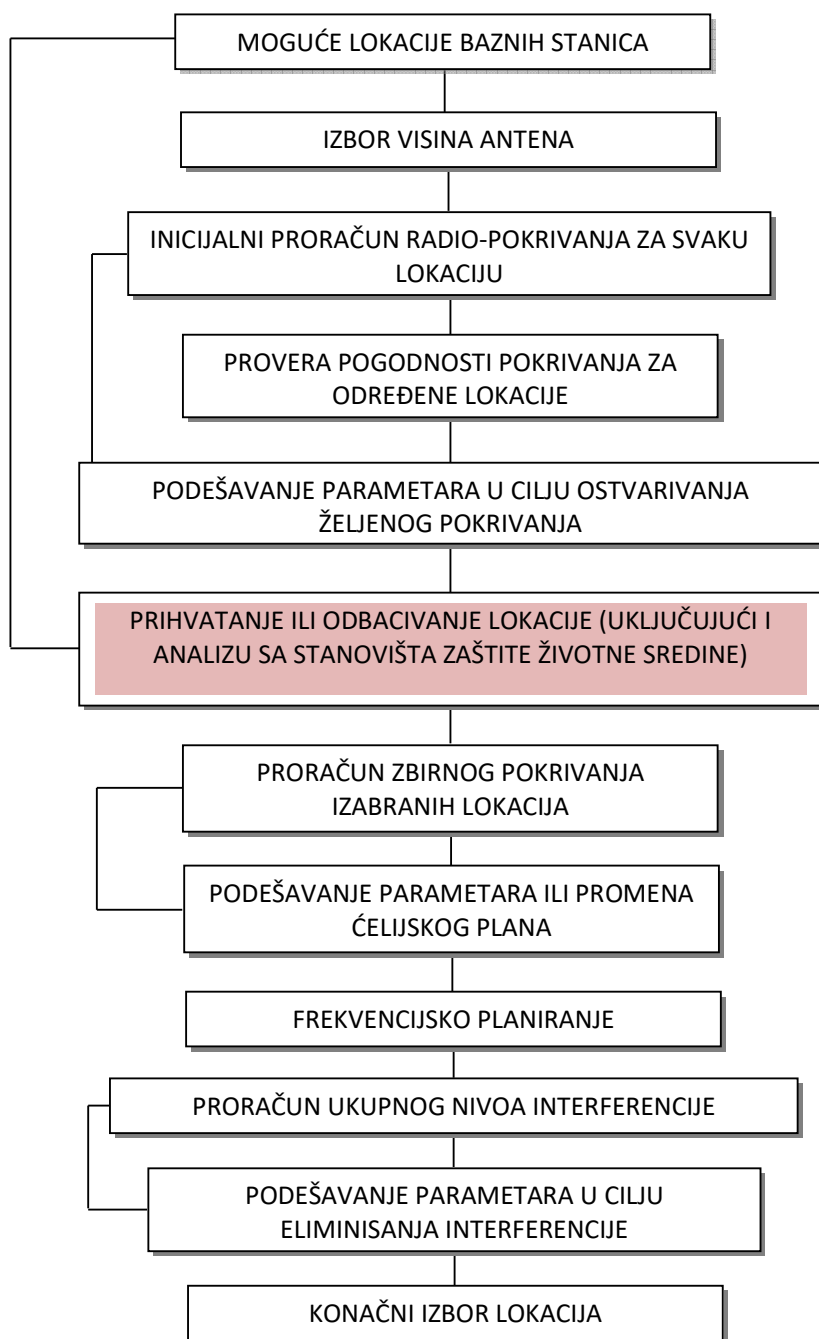 MOGUĆE LOKACIJE BAZNIH STANICA
IZBOR VISINA ANTENA
INICIJALNI PRORAČUN RADIO-POKRIVANJA ZA SVAKU
LOKACIJU
PROVERA POGODNOSTI POKRIVANJA ZA
ODREĐENE LOKACIJE
PODEŠAVANJE PARAMETARA U CILJU OSTVARIVANJA
ŽELJENOG POKRIVANJA
PRIHVATANJE ILI ODBACIVANJE LOKACIJE (UKLJUČUJUĆI I
ANALIZU SA STANOVIŠTA ZAŠTITE ŽIVOTNE SREDINE)
PRORAČUN ZBIRNOG POKRIVANJA
IZABRANIH LOKACIJA
PODEŠAVANJE PARAMETARA ILI PROMENA
ĆELIJSKOG PLANA
FREKVENCIJSKO PLANIRANJE
PRORAČUN UKUPNOG NIVOA INTERFERENCIJE
PODEŠAVANJE PARAMETARA U CILJU
ELIMINISANJA INTERFERENCIJE
KONAČNI IZBOR LOKACIJA